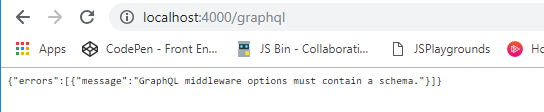 localhost:4000/graphql
Apps CodePen - Front En... JS Bin - Collaborati... JSPlaygrounds Ho
{"errors":[{"message":"GraphQL middleware options must contain a schema."}]}